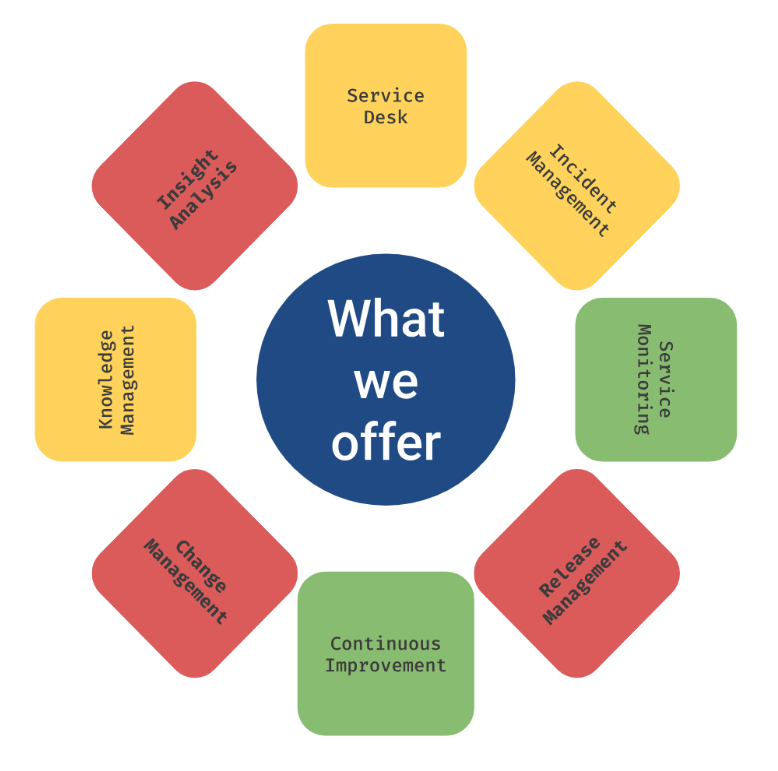 Service
Desk
Incident
Management
Service
Monitoring
Release
Management
Continuous
Improvement
Change
Management
Knowledge
Management
Insight
Analysis
What
we
offer